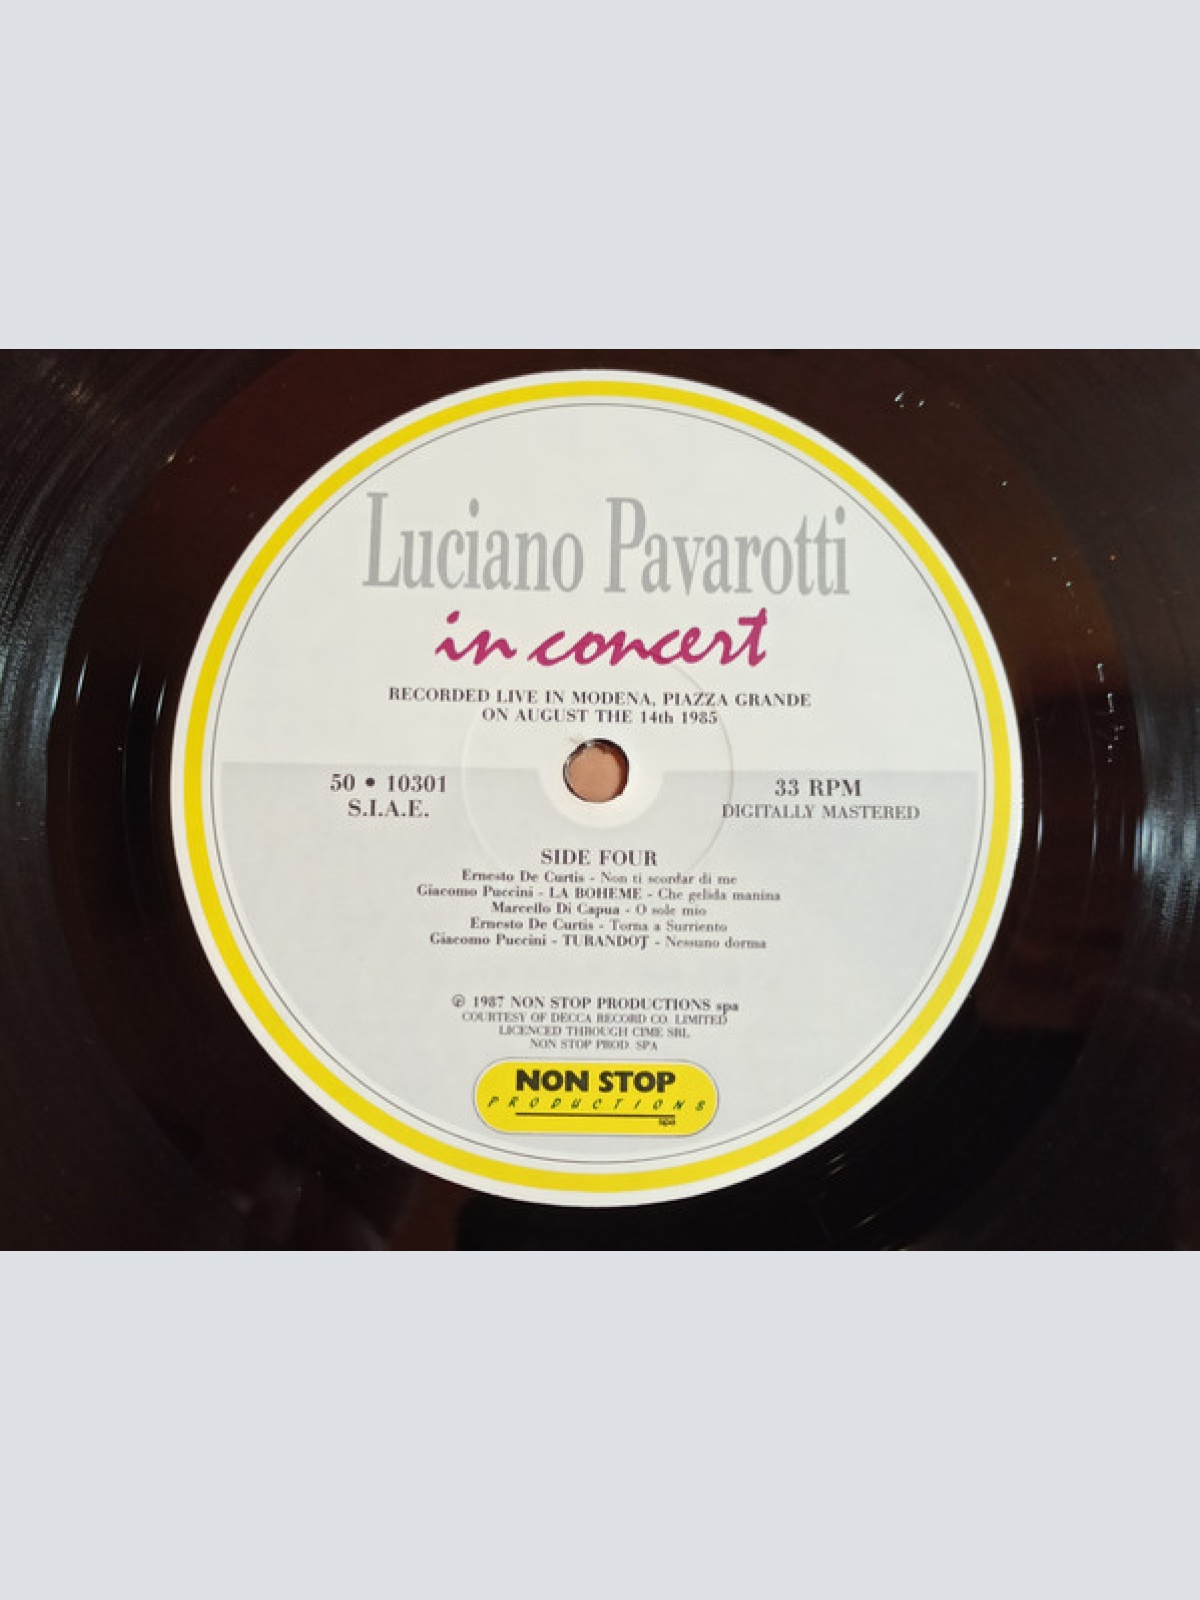 Luciano Pavarotti
in concert
RECORDED LIVE IN MODENA, PIAZZA GRANDE
ON AUGUST THE 14th 1985
50 • 10301
S.I.A.E.
33 RPM
DIGITALLY MASTERED
SIDE FOUR
Ernesto De Curtis - Non ti scordar di me
Giacomo Puccini - LA BOHEME - Che gelida manina
Marcello Di Capua - O sole mio
Ernesto De Curtis - Torna a Surriento
Giacomo Puccini - TURANDOT - Nessuno dorma
℗ 1987 NON STOP PRODUCTIONS spa
COURTESY OF DECCA RECORD CO. LIMITED
LICENCED THROUGH CIME SRL
NON STOP PROD. SPA
NON STOP
PRODUCTIONS
spa